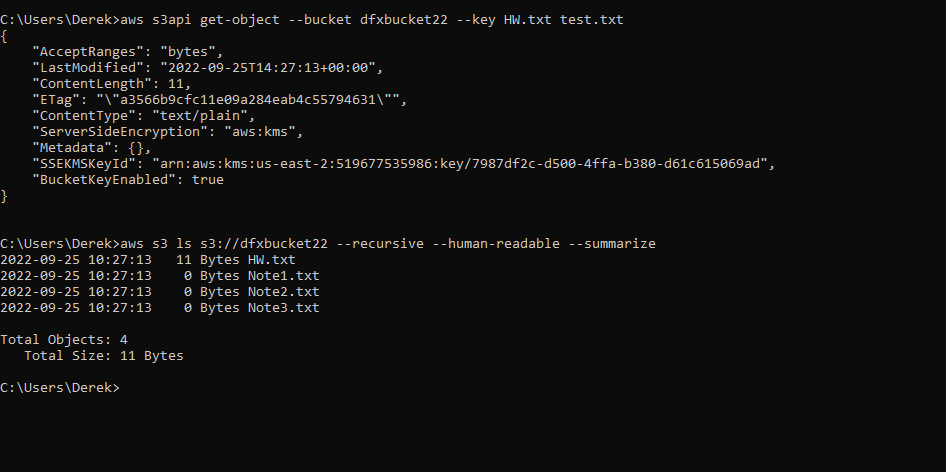 C:\Users\Derek>aws s3api get-object --bucket dfxbucket22 --key HW.txt test.txt
{
    "AcceptRanges": "bytes",
    "LastModified": "2022-09-25T14:27:13+00:00",
    "ContentLength": 11,
    "ETag": "\"a3566b9cfc11e09a284eab4c55794631\"",
    "ContentType": "text/plain",
    "ServerSideEncryption": "aws:kms",
    "Metadata": {},
    "SSEKMSKeyId": "arn:aws:kms:us-east-2:519677535986:key/7987df2c-d500-4ffa-b380-d61c615069ad",
    "BucketKeyEnabled": true
}
C:\Users\Derek>aws s3 ls s3://dfxbucket22 --recursive --human-readable --summarize
2022-09-25 10:27:13   11 Bytes HW.txt
2022-09-25 10:27:13    0 Bytes Note1.txt
2022-09-25 10:27:13    0 Bytes Note2.txt
2022-09-25 10:27:13    0 Bytes Note3.txt
Total Objects: 4
   Total Size: 11 Bytes
C:\Users\Derek>